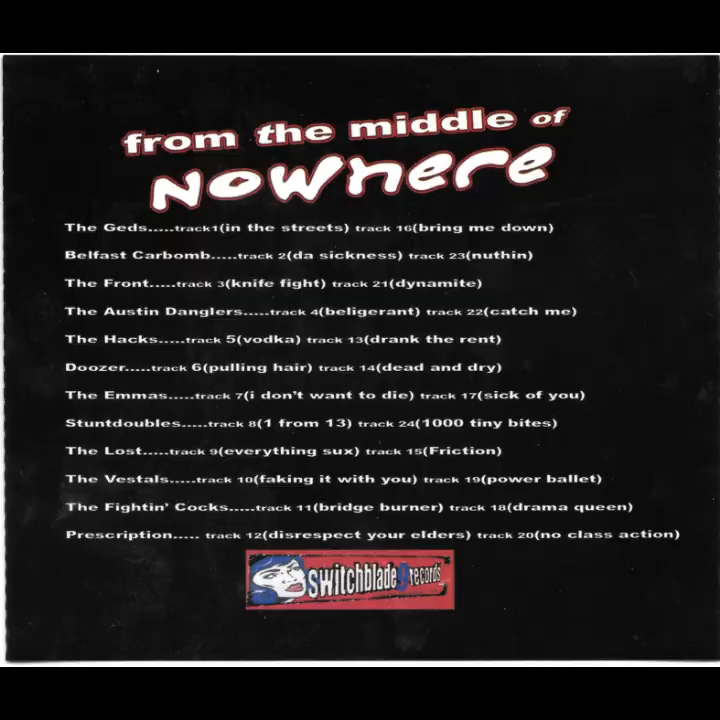 from the middle of
Nowhere
The Geds.....track1(in the streets) track 16(bring me down)
Belfast Carbomb.....track 2(da sickness) track 23(nuthin)
The Front.....track 3(knife fight) track 21(dynamite)
The Austin Danglers.....track 4(beligerant) track 22(catch me)
The Hacks.....track 5(vodka) track 13(drank the rent)
Doozer.....track 6(pulling hair) track 14(dead and dry)
The Emmas.....track 7(i don't want to die) track 17(sick of you)
Stuntdoubles.....track 8(1 from 13) track 24(1000 tiny bites)
The Lost.....track 9(everything sux) track 15(Friction)
The Vestals.....track 10(faking it with you) track 19(power ballet)
The Fightin' Cocks.....track 11(bridge burner) track 18(drama queen)
Prescription..... track 12(disrespect your elders) track 20(no class action)
switchblade9records